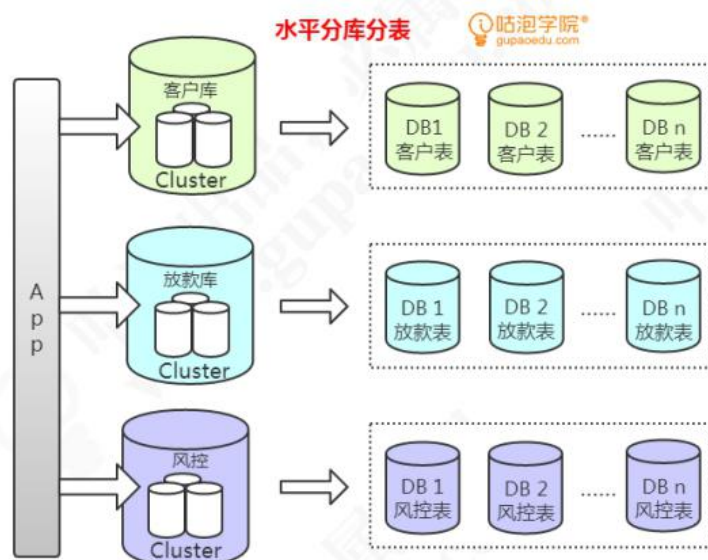 水平分库分表
咕泡学院®
gupaoedu.com
App
客户库
Cluster
DB1
客户表
DB 2
客户表
......
DB n
客户表
放款库
Cluster
DB 1
放款表
DB 2
放款表
......
DB n
放款表
风控
Cluster
DB 1
风控表
DB 2
风控表
......
DB n
风控表